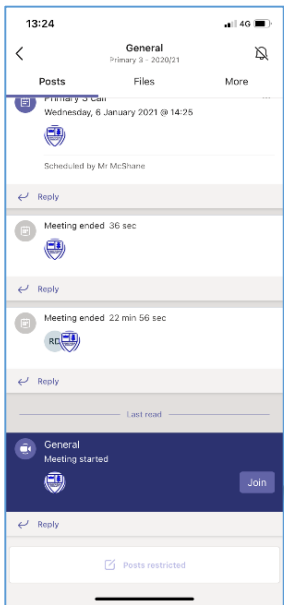 13:24
4G
General
Primary 3 - 2020/21
Posts Files More
Primary 3 Call
Wednesday, 6 January 2021 @ 14:25
Scheduled by Mr McShane
Reply
Meeting ended 36 sec
Reply
Meeting ended 22 min 56 sec
RD
Reply
Last read
General
Meeting started
Join
Reply
Posts restricted